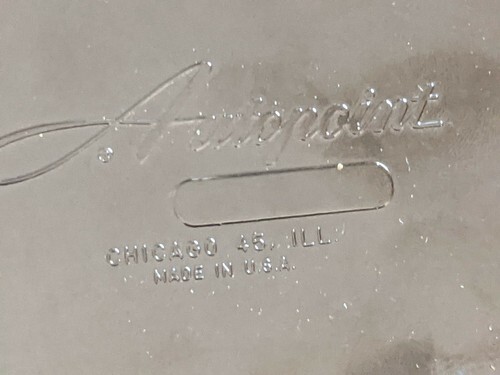 Autopoint
CHICAGO 45, ILL.
MADE IN U.S.A.